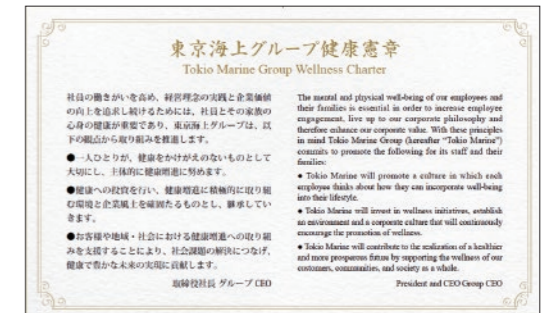 東京海上グループ健康憲章
Tokio Marine Group Wellness Charter
社員の働きがいを高め、経営理念の実践と企業価値
の向上を追求し続けるためには、社員とその家族の
心身の健康が重要であり、東京海上グループは、以
下の観点から取り組みを推進します。
●一人ひとりが、健康をかけがえのないものとして
大切にし、主体的に健康増進に努めます。
●健康への投資を行い、健康増進に積極的に取り組
む環境と企業風土を確固たるものとし、継承してい
きます。
●お客様や地域・社会における健康増進への取り組
みを支援することにより、社会課題の解決につなげ、
健康で豊かな未来の実現に貢献します。
取締役社長 グループCEO
The mental and physical well-being of our employees and
their families is essential in order to increase employee
engagement, live up to our corporate philosophy and
therefore enhance our corporate value. With these principles
in mind Tokio Marine Group (hereafter “Tokio Marine”)
commits to promote the following for its staff and their
families:
● Tokio Marine will promote a culture in which each
employee thinks about how they can incorporate well-being
into their lifestyle.
● Tokio Marine will invest in wellness initiatives, establish
an environment and a corporate culture that will continuously
encourage the promotion of wellness.
● Tokio Marine will contribute to the realization of a healthier
and more prosperous future by supporting the wellness of our
customers, communities, and society as a whole.
President and CEO Group CEO